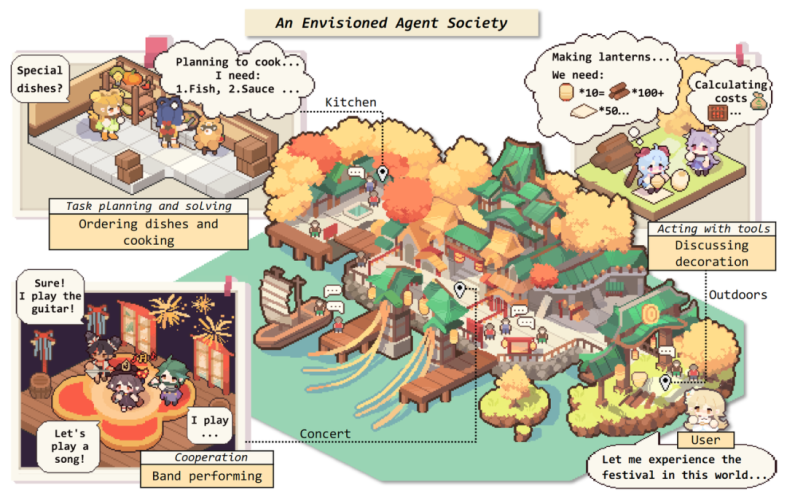 An Envisioned Agent Society
Special
dishes?
Planning to cook...
I need:
1.Fish, 2.Sauce ...
Kitchen
Task planning and solving
Ordering dishes and
cooking
Making lanterns...
We need:
*10= *100+
*50...
Calculating
costs
...
Acting with tools
Discussing
decoration
Outdoors
Sure!
I play the
guitar!
Let's
play a
song!
I play
...
Concert
Cooperation
Band performing
User
Let me experience the
festival in this world...